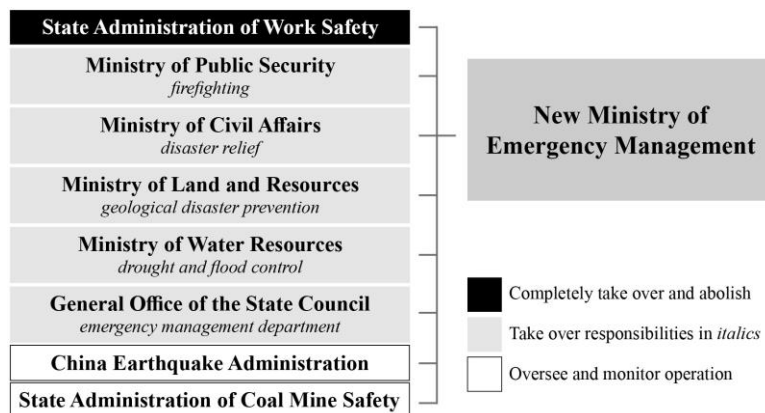 State Administration of Work Safety
Ministry of Public Security
firefighting
Ministry of Civil Affairs
disaster relief
Ministry of Land and Resources
geological disaster prevention
Ministry of Water Resources
drought and flood control
General Office of the State Council
emergency management department
China Earthquake Administration
State Administration of Coal Mine Safety
New Ministry of
Emergency Management
Completely take over and abolish
Take over responsibilities in italics
Oversee and monitor operation